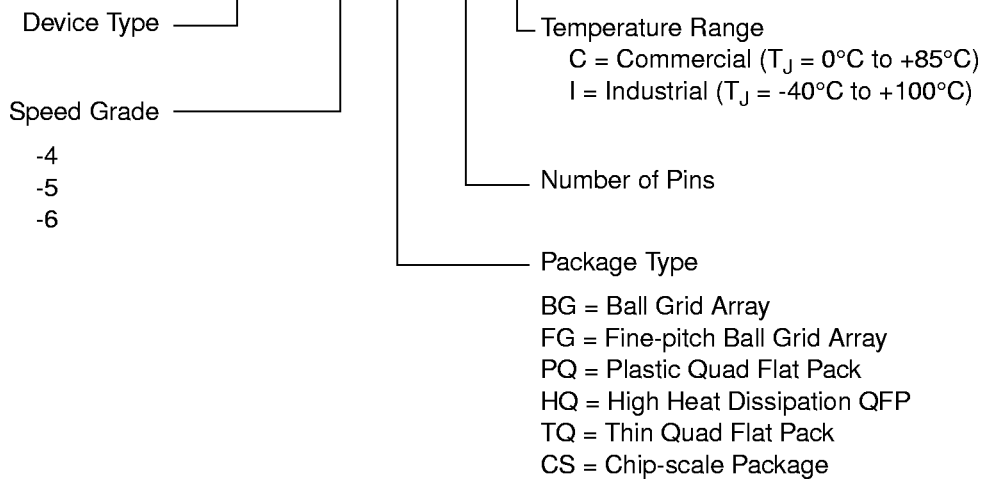 Device Type
Speed Grade
-4
-5
-6
Temperature Range
C = Commercial (TJ = 0°C to +85°C)
I = Industrial (TJ = -40°C to +100°C)
Number of Pins
Package Type
BG = Ball Grid Array
FG = Fine-pitch Ball Grid Array
PQ = Plastic Quad Flat Pack
HQ = High Heat Dissipation QFP
TQ = Thin Quad Flat Pack
CS = Chip-scale Package